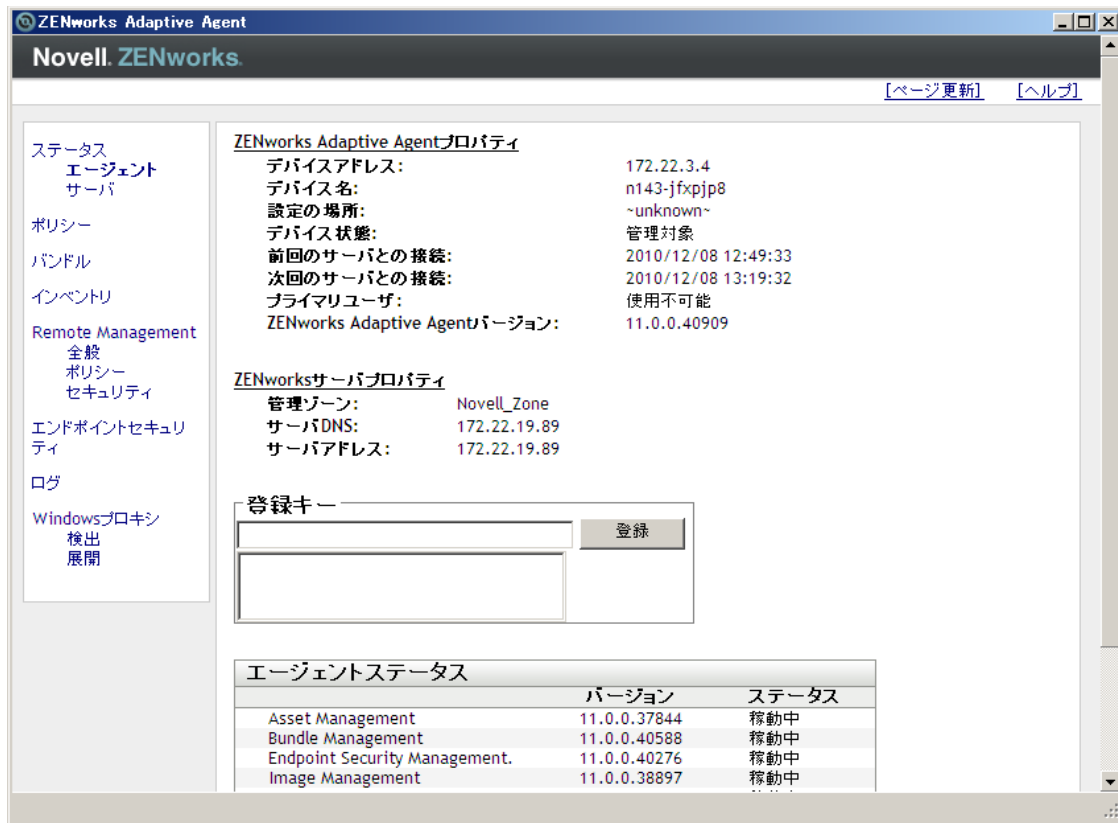 ZENworks Adaptive Agent
Novell. ZENworks.
[ページ更新] [ヘルプ]
ステータス
エージェント
サーバ
ポリシー
バンドル
インベントリ
Remote Management
全般
ポリシー
セキュリティ
エンドポイントセキュリ
ティ
ログ
Windowsプロキシ
検出
展開
ZENworks Adaptive Agentプロパティ
デバイスアドレス: 172.22.3.4
デバイス名: n143-jfxpjp8
設定の場所: ~unknown~
デバイス状態: 管理対象
前回のサーバとの接続: 2010/12/08 12:49:33
次回のサーバとの接続: 2010/12/08 13:19:32
プライマリユーザ: 使用不可能
ZENworks Adaptive Agentバージョン: 11.0.0.40909
ZENworksサーバプロパティ
管理ゾーン: Novell_Zone
サーバDNS: 172.22.19.89
サーバアドレス: 172.22.19.89
登録キー
登録
エージェントステータス
バージョン ステータス
Asset Management 11.0.0.37844 稼動中
Bundle Management 11.0.0.40588 稼動中
Endpoint Security Management. 11.0.0.40276 稼動中
Image Management 11.0.0.38897 稼動中